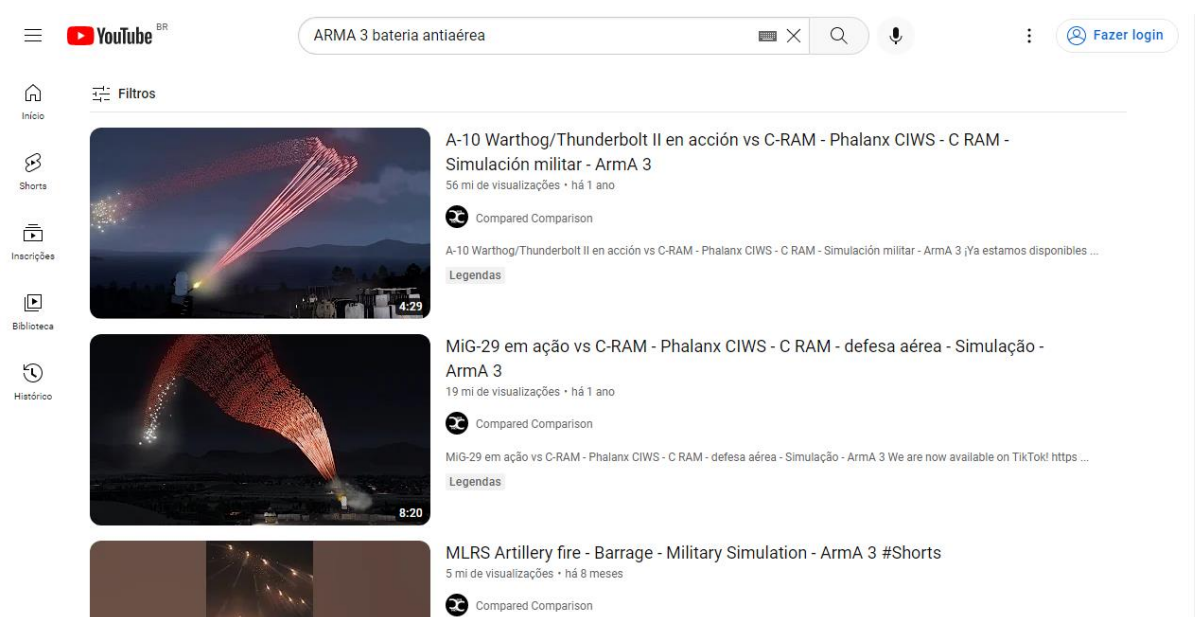 YouTube BR
ARMA 3 bateria antiaérea
Fazer login
Início
Shorts
Inscrições
Biblioteca
Histórico
Filtros
4:29
A-10 Warthog/Thunderbolt II en acción vs C-RAM - Phalanx CIWS - C RAM -
Simulación militar - ArmA 3
56 mi de visualizações • há 1 ano
Compared Comparison
A-10 Warthog/Thunderbolt II en acción vs C-RAM - Phalanx CIWS - C RAM - Simulación militar - ArmA 3 ¡Ya estamos disponibles ...
Legendas
8:20
MiG-29 em ação vs C-RAM - Phalanx CIWS - C RAM - defesa aérea - Simulação -
ArmA 3
19 mi de visualizações • há 1 ano
Compared Comparison
MiG-29 em ação vs C-RAM - Phalanx CIWS - C RAM - defesa aérea - Simulação - ArmA 3 We are now available on TikTok! https ...
Legendas
MLRS Artillery fire - Barrage - Military Simulation - ArmA 3 #Shorts
5 mi de visualizações • há 8 meses
Compared Comparison